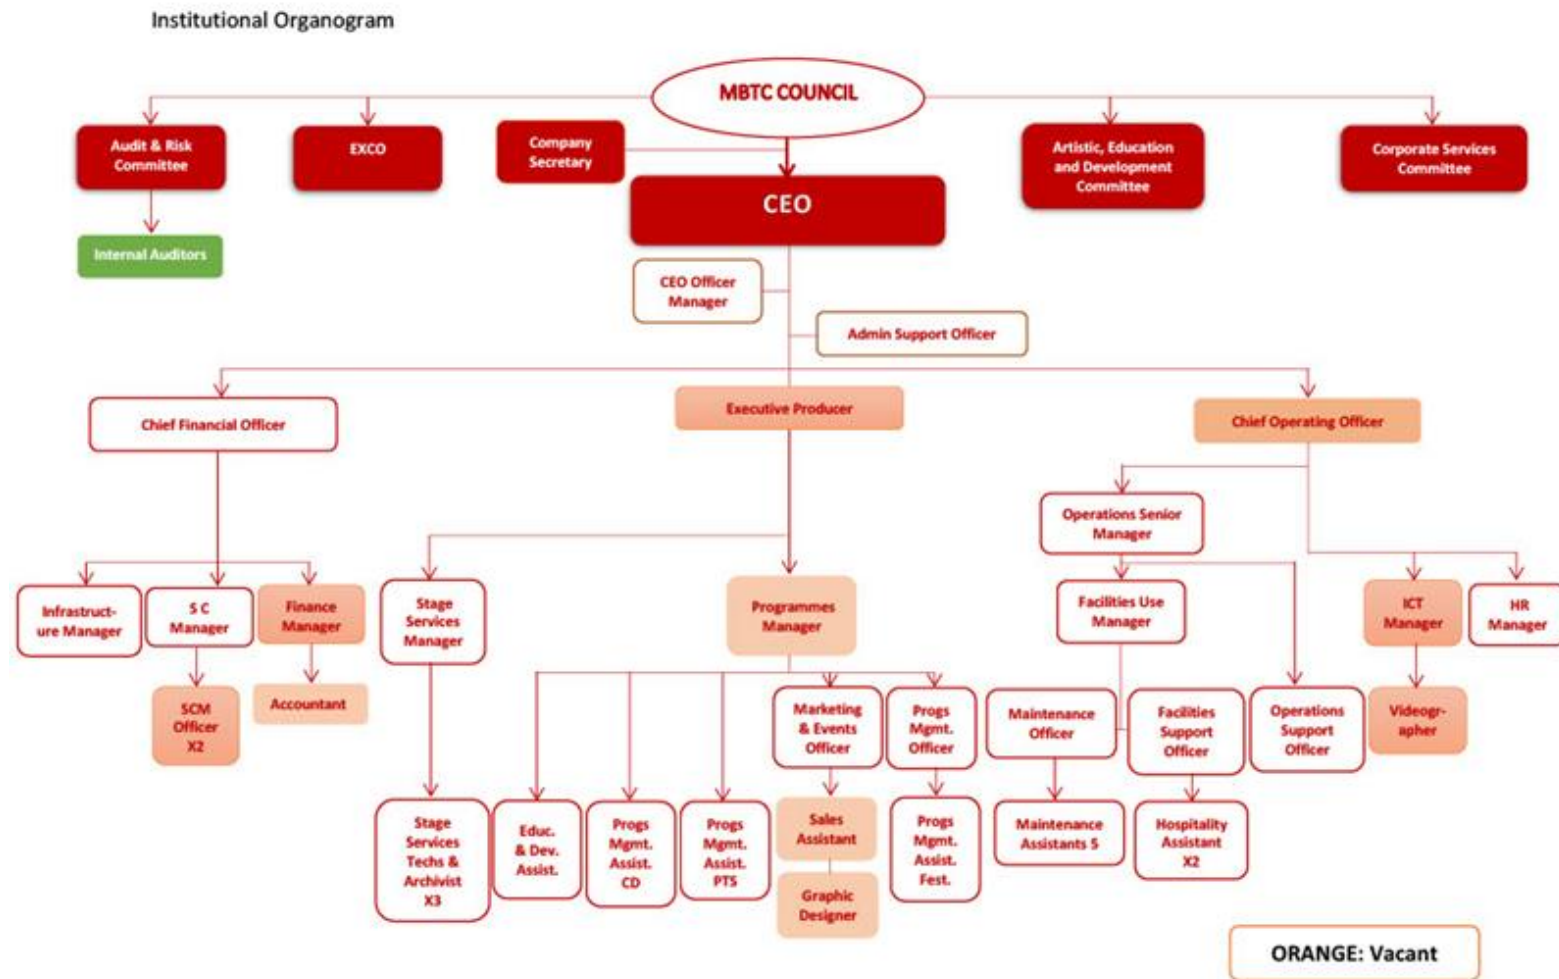 Institutional Organogram
MBTC COUNCIL
Audit & Risk
Committee
EXCO
Company
Secretary
Artistic, Education
and Development
Committee
Corporate Services
Committee
CEO
Internal Auditors
CEO Officer
Manager
Admin Support Officer
Chief Financial Officer
Executive Producer
Chief Operating Officer
Operations Senior
Manager
Infrastruct-
ure Manager
S C
Manager
Finance
Manager
Stage
Services
Manager
Programmes
Manager
Facilities Use
Manager
ICT
Manager
HR
Manager
SCM
Officer
X2
Accountant
Marketing
& Events
Officer
Progs
Mgmt.
Officer
Maintenance
Officer
Facilities
Support
Officer
Operations
Support
Officer
Videogr-
apher
Stage
Services
Techs &
Archivist
X3
Educ.
& Dev.
Assist.
Progs
Mgmt.
Assist.
CD
Progs
Mgmt.
Assist.
PTS
Sales
Assistant
Progs
Mgmt.
Assist.
Fest.
Maintenance
Assistants 5
Hospitality
Assistant
X2
Graphic
Designer
ORANGE: Vacant